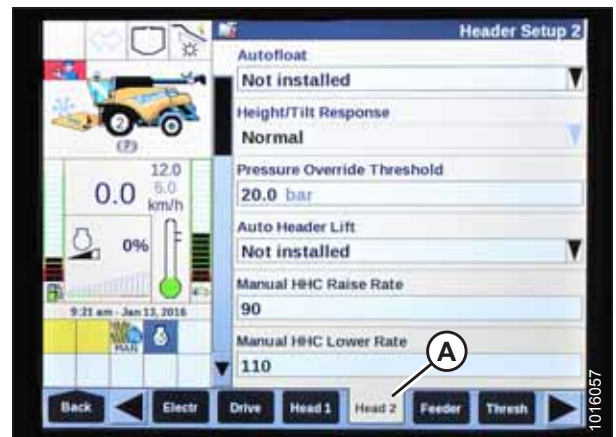 Header Setup 2
Autofloat
Not installed
Height/Tilt Response
Normal
Pressure Override Threshold
20.0 bar
Auto Header Lift
Not installed
Manual HHC Raise Rate
90
Manual HHC Lower Rate
110
2
(P)
12.0
6.0
0.0 km/h
0%
9:21 am - Jan 13, 2016
MAN
A
Back Electr Drive Head 1 Head 2 Feeder Thresh
1016057